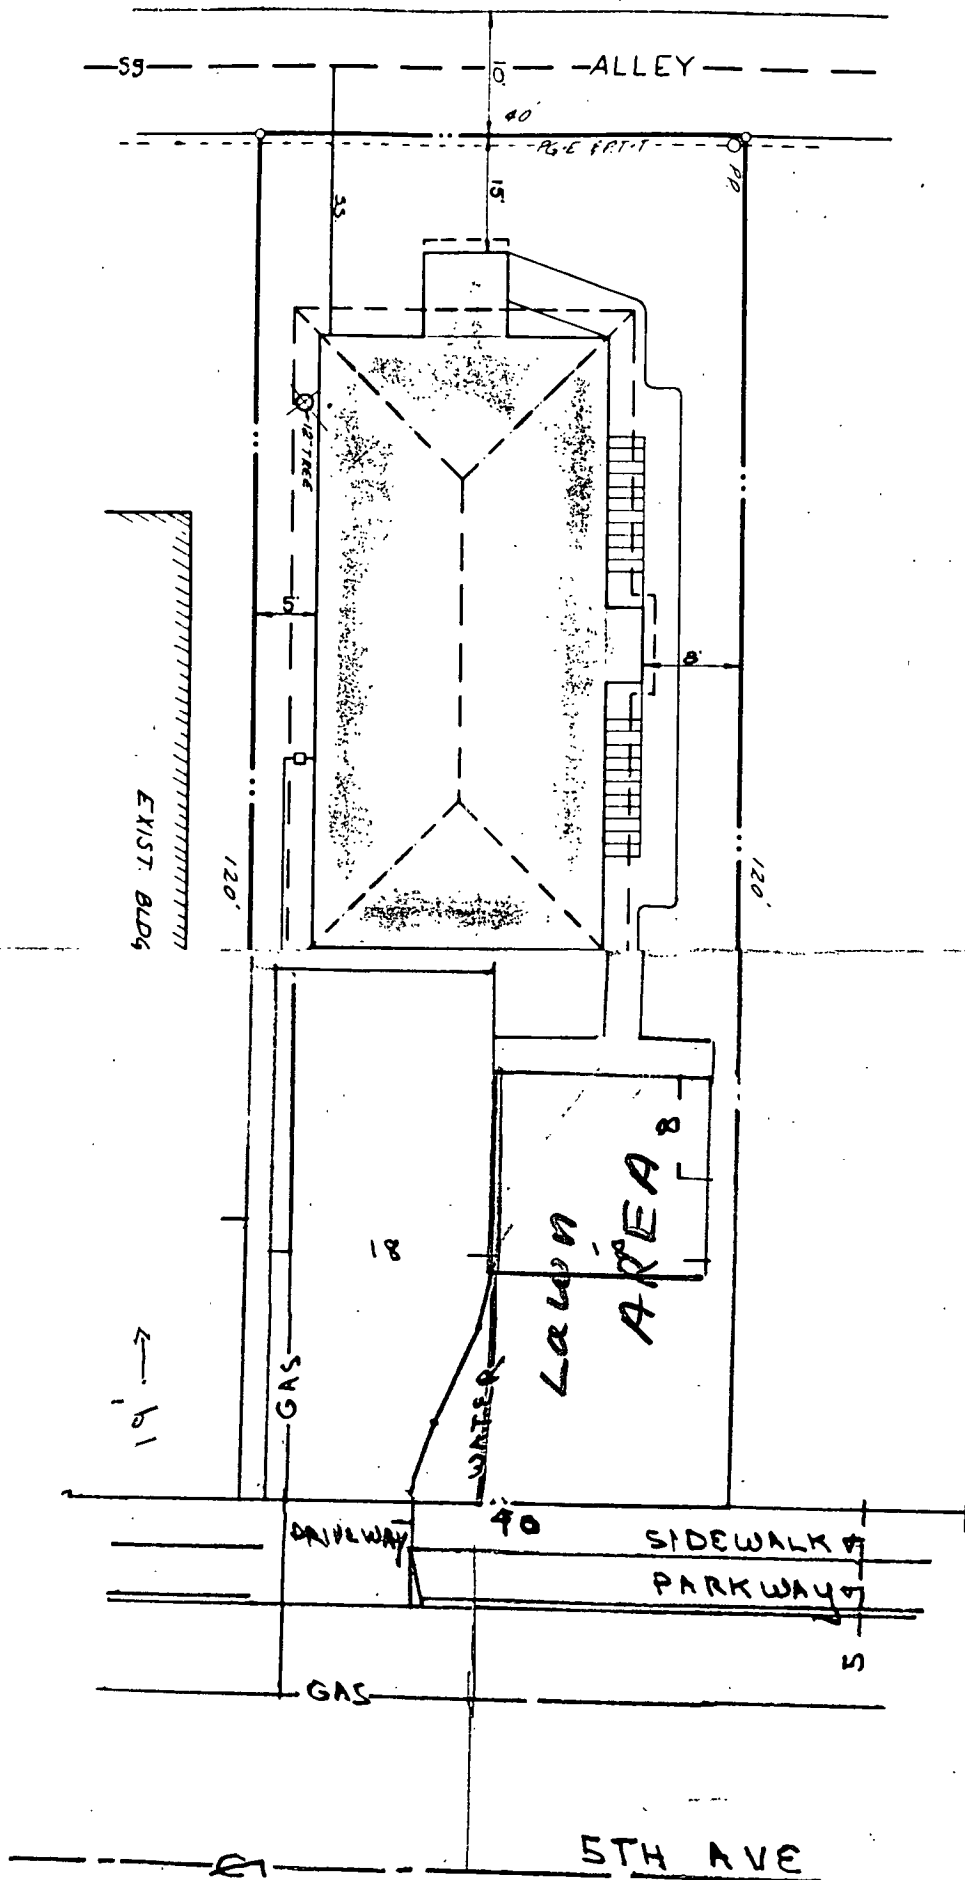 SS
ALLEY
10'
40'
PG·E & P.T·T
PP
15'
33
12" TREE
5'
8'
EXIST. BLDG
120'
120'
8
LAWN
AREA
18
GAS
WATER
40
DRIVEWAY
SIDEWALK
PARKWAY
5
GAS
5TH AVE